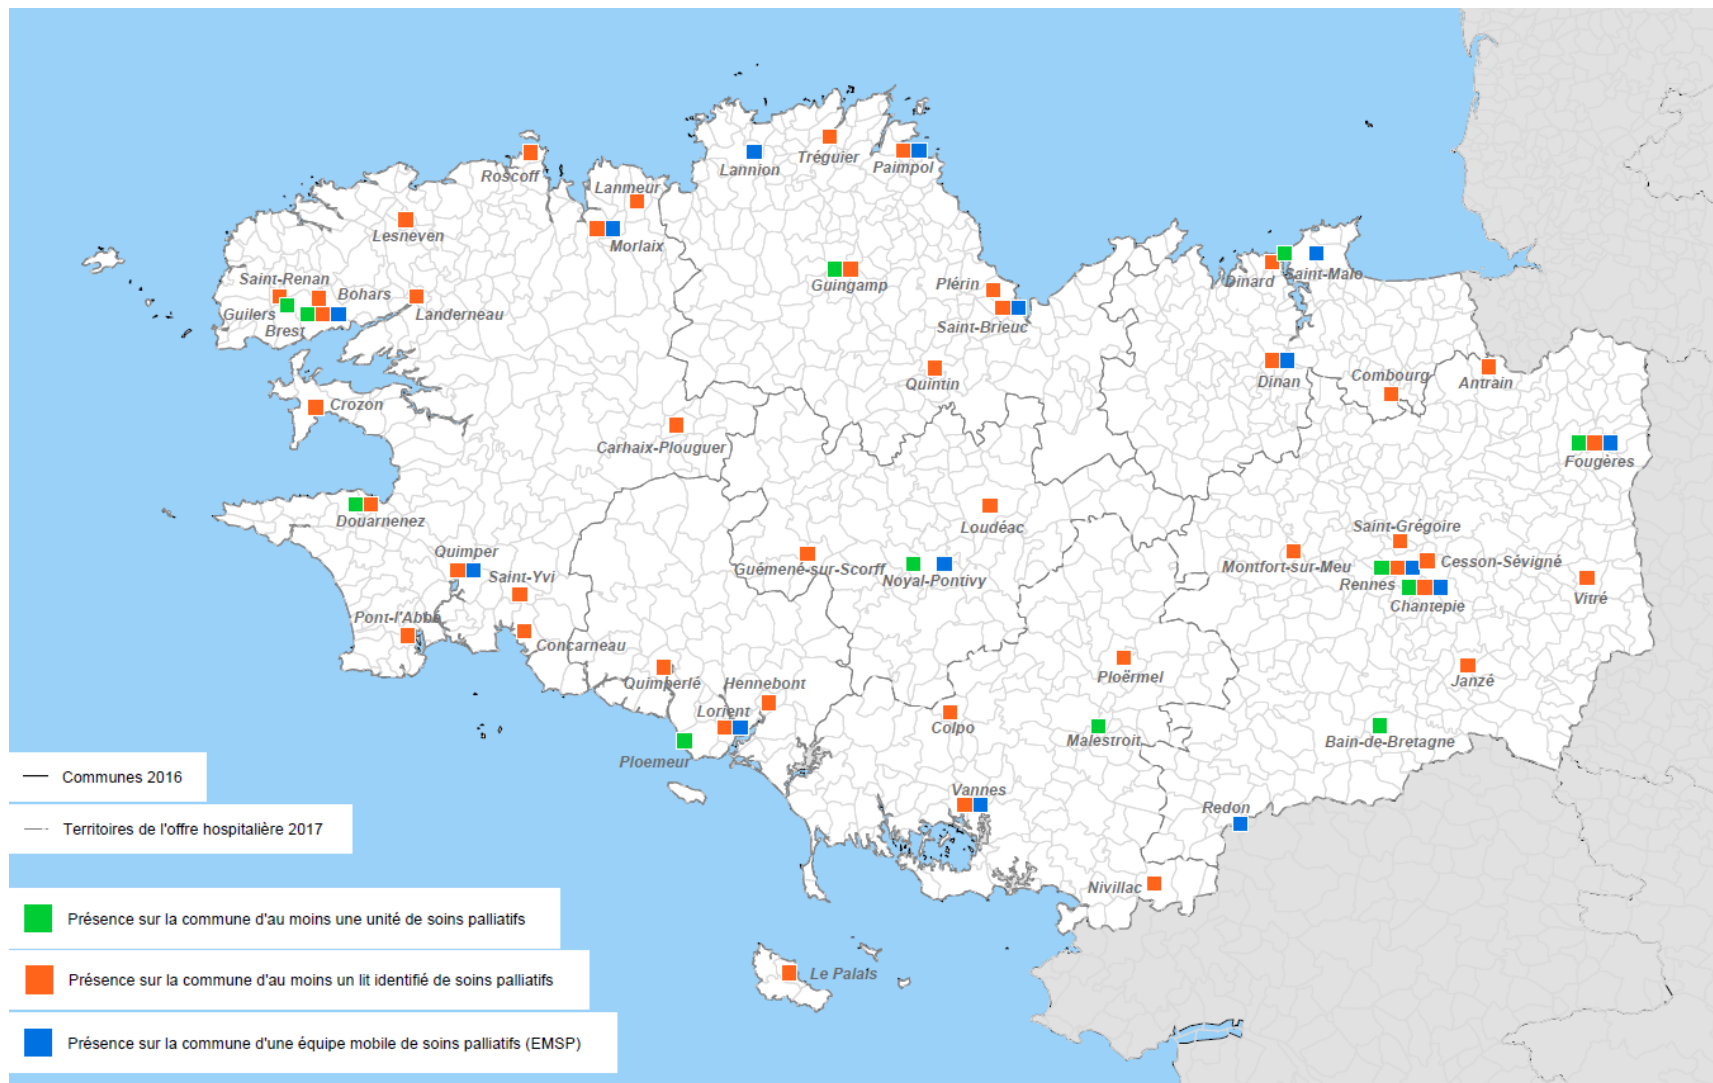 Roscoff
Lannion
Tréguier
Paimpol
Lanmeur
Lesneven
Morlaix
Saint-Renan
Bohars
Guilers
Brest
Landerneau
Guingamp
Plérin
Saint-Brieuc
Dinard
Saint-Malo
Quintin
Dinan
Combourg
Antrain
Crozon
Carhaix-Plouguer
Fougères
Douarnenez
Loudéac
Saint-Grégoire
Quimper
Saint-Yvi
Guémené-sur-Scorff
Noyal-Pontivy
Montfort-sur-Meu
Cesson-Sévigné
Rennes
Chantepie
Vitré
Pont-l'Abbé
Concarneau
Quimperlé
Hennebont
Ploërmel
Janzé
Lorient
Colpo
Malestroit
Bain-de-Bretagne
Ploemeur
Vannes
Redon
Nivillac
Le Palais
Communes 2016
Territoires de l'offre hospitalière 2017
Présence sur la commune d'au moins une unité de soins palliatifs
Présence sur la commune d'au moins un lit identifié de soins palliatifs
Présence sur la commune d'une équipe mobile de soins palliatifs (EMSP)